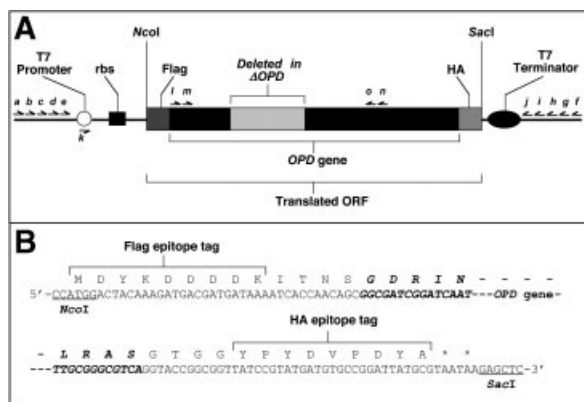 A
NcoI
SacI
T7 Promoter
rbs
Flag
Deleted in ΔOPD
HA
T7 Terminator
a b c d e
k
l m
o n
j i h g f
OPD gene
Translated ORF
B
Flag epitope tag
M D Y K D D D D K I T N S G D R I N - - - -
5'-CCATGGACTACAAAGATGACGATGATAAAATCACCAACAGCGGCGATCGGATCAAT---OPD gene-
NcoI
HA epitope tag
- L R A S G T G G Y P Y D V P D Y A * *
---TTGCGGGCGTCAGGTACCGGCGGTTATCCGTATGATGTGCCGGATTATGCGTAATAAGAGCTC-3'
SacI